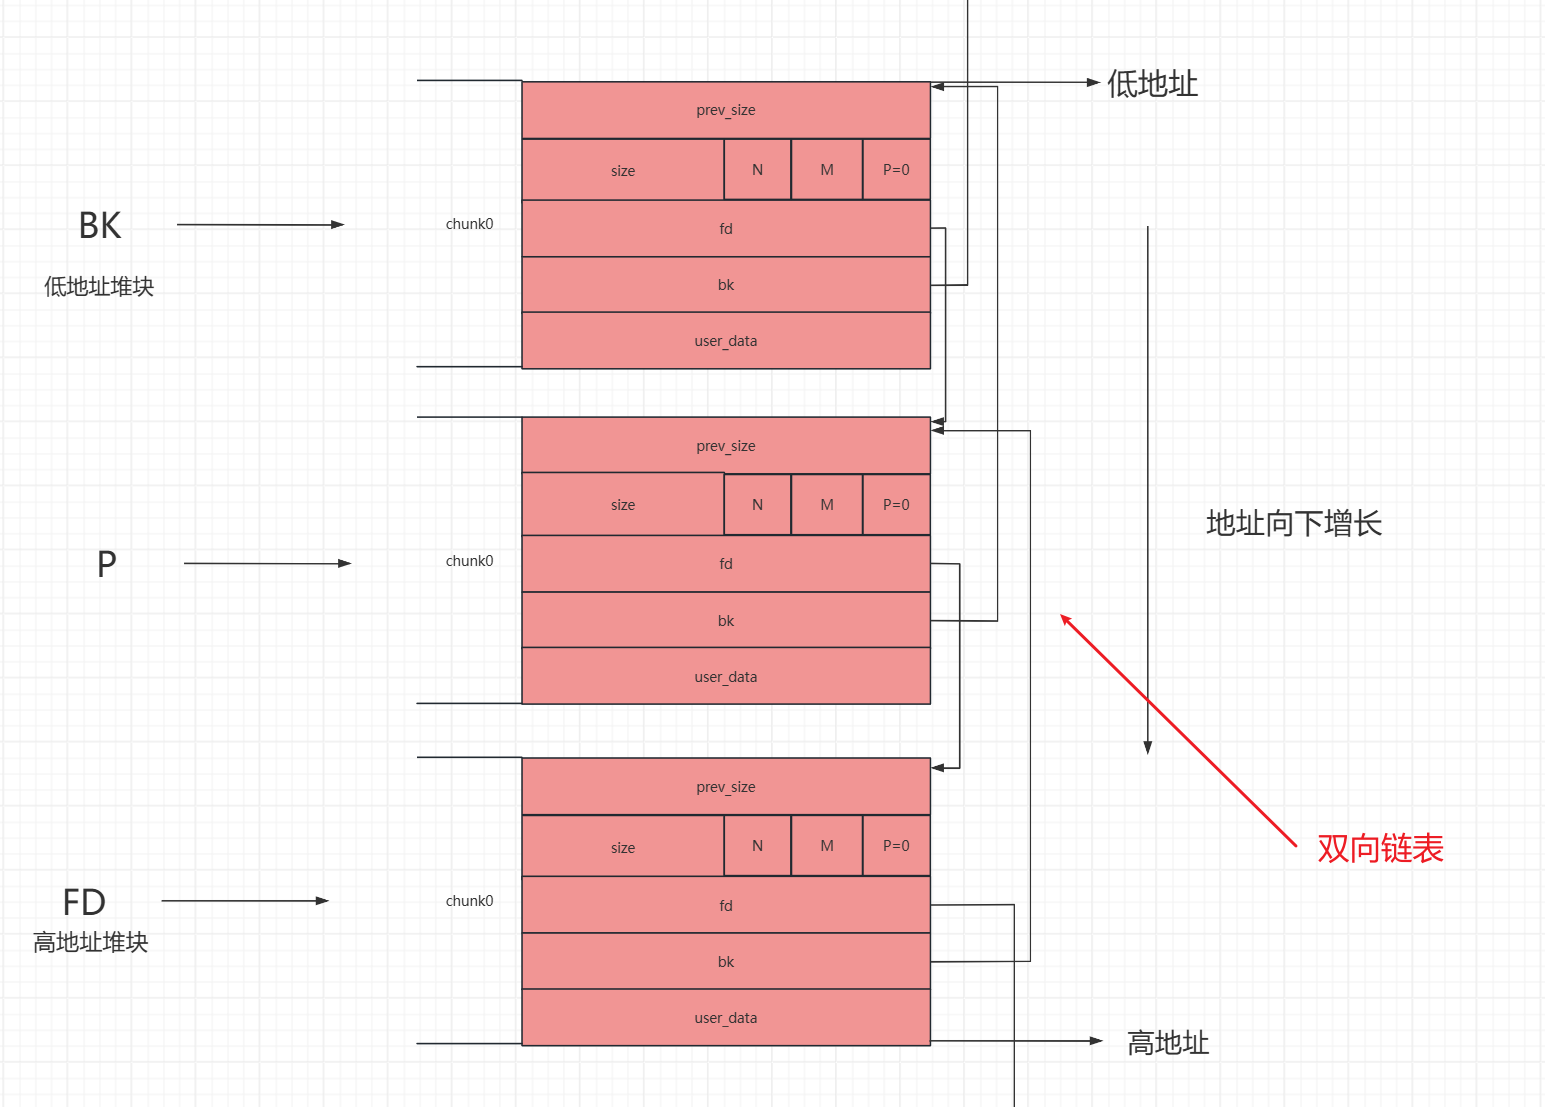 低地址
prev_size
size N M P=0
BK
chunk0
fd
低地址堆块
bk
user_data
prev_size
size N M P=0
地址向下增长
P
chunk0
fd
bk
user_data
prev_size
size N M P=0
双向链表
FD
chunk0
fd
高地址堆块
bk
user_data
高地址